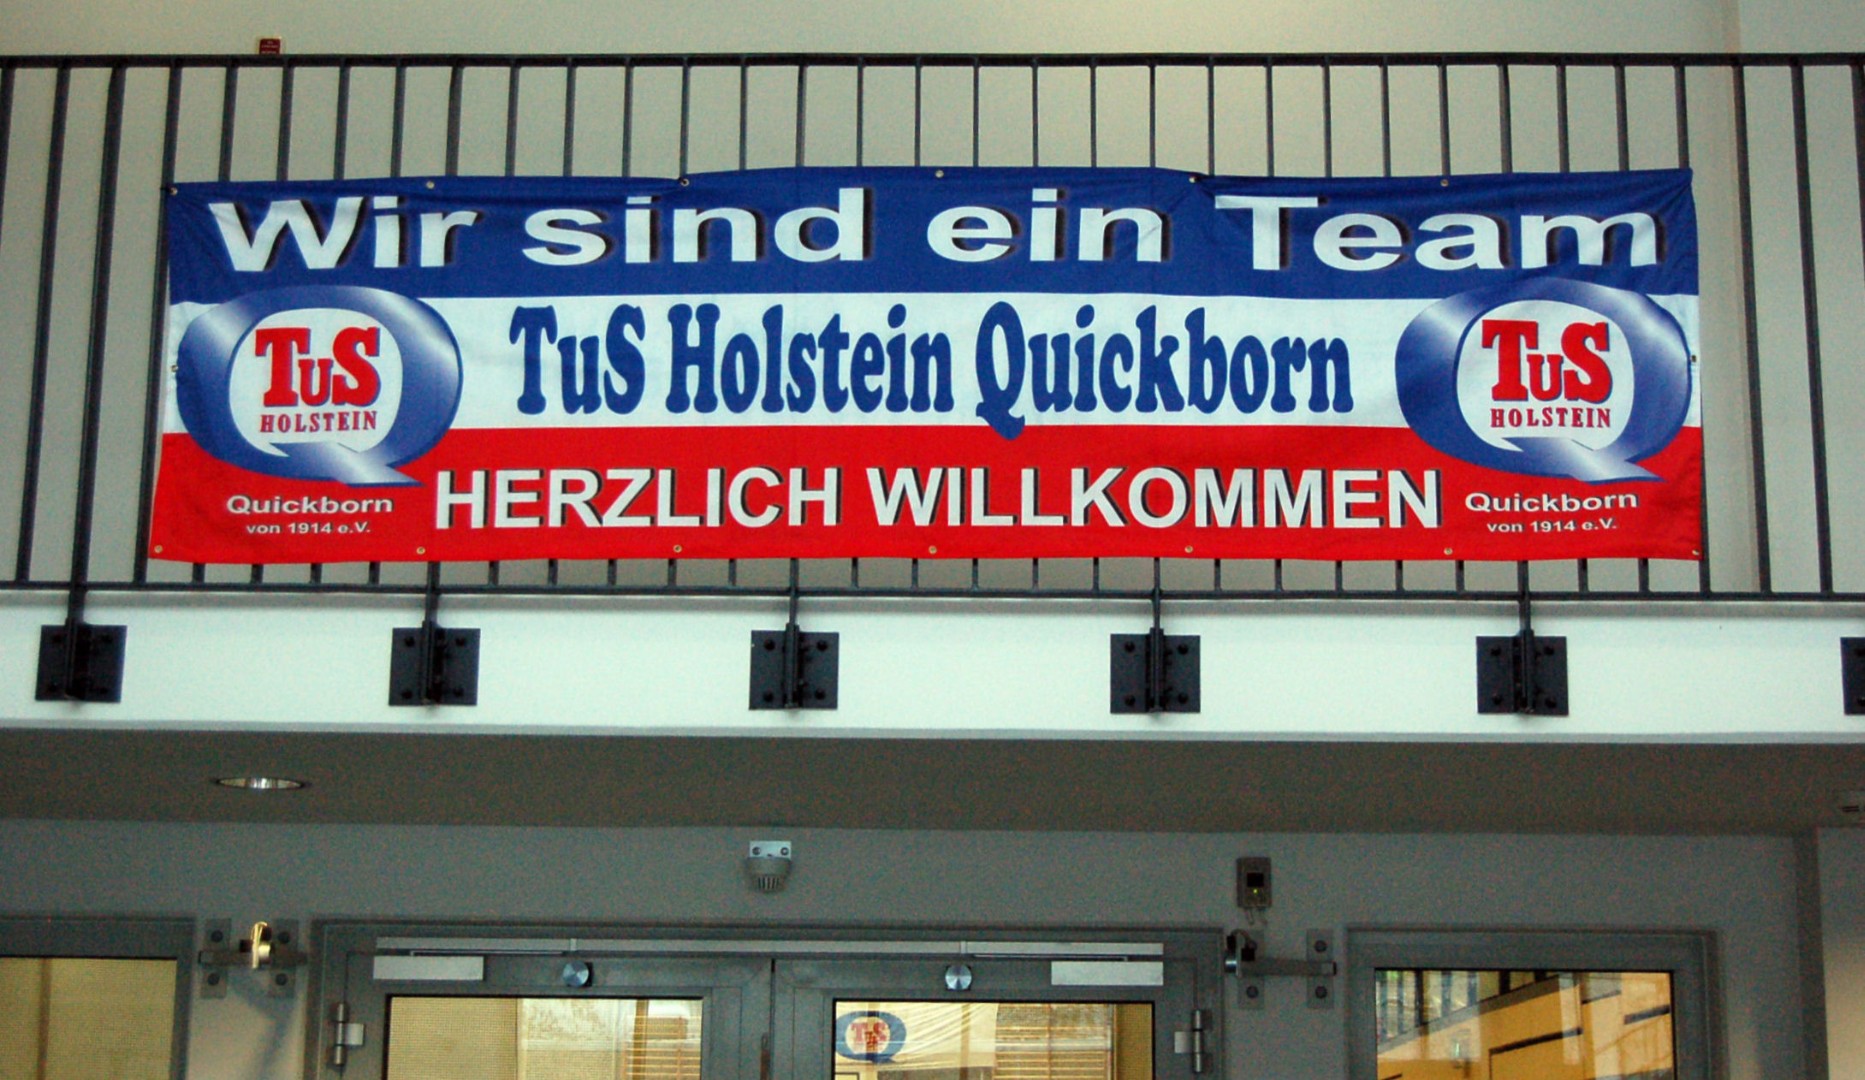 Wir sind ein Team
TuS
HOLSTEIN
Quickborn
von 1914 e.V.
TuS Holstein Quickborn
HERZLICH WILLKOMMEN
TuS
HOLSTEIN
Quickborn
von 1914 e.V.
TuS